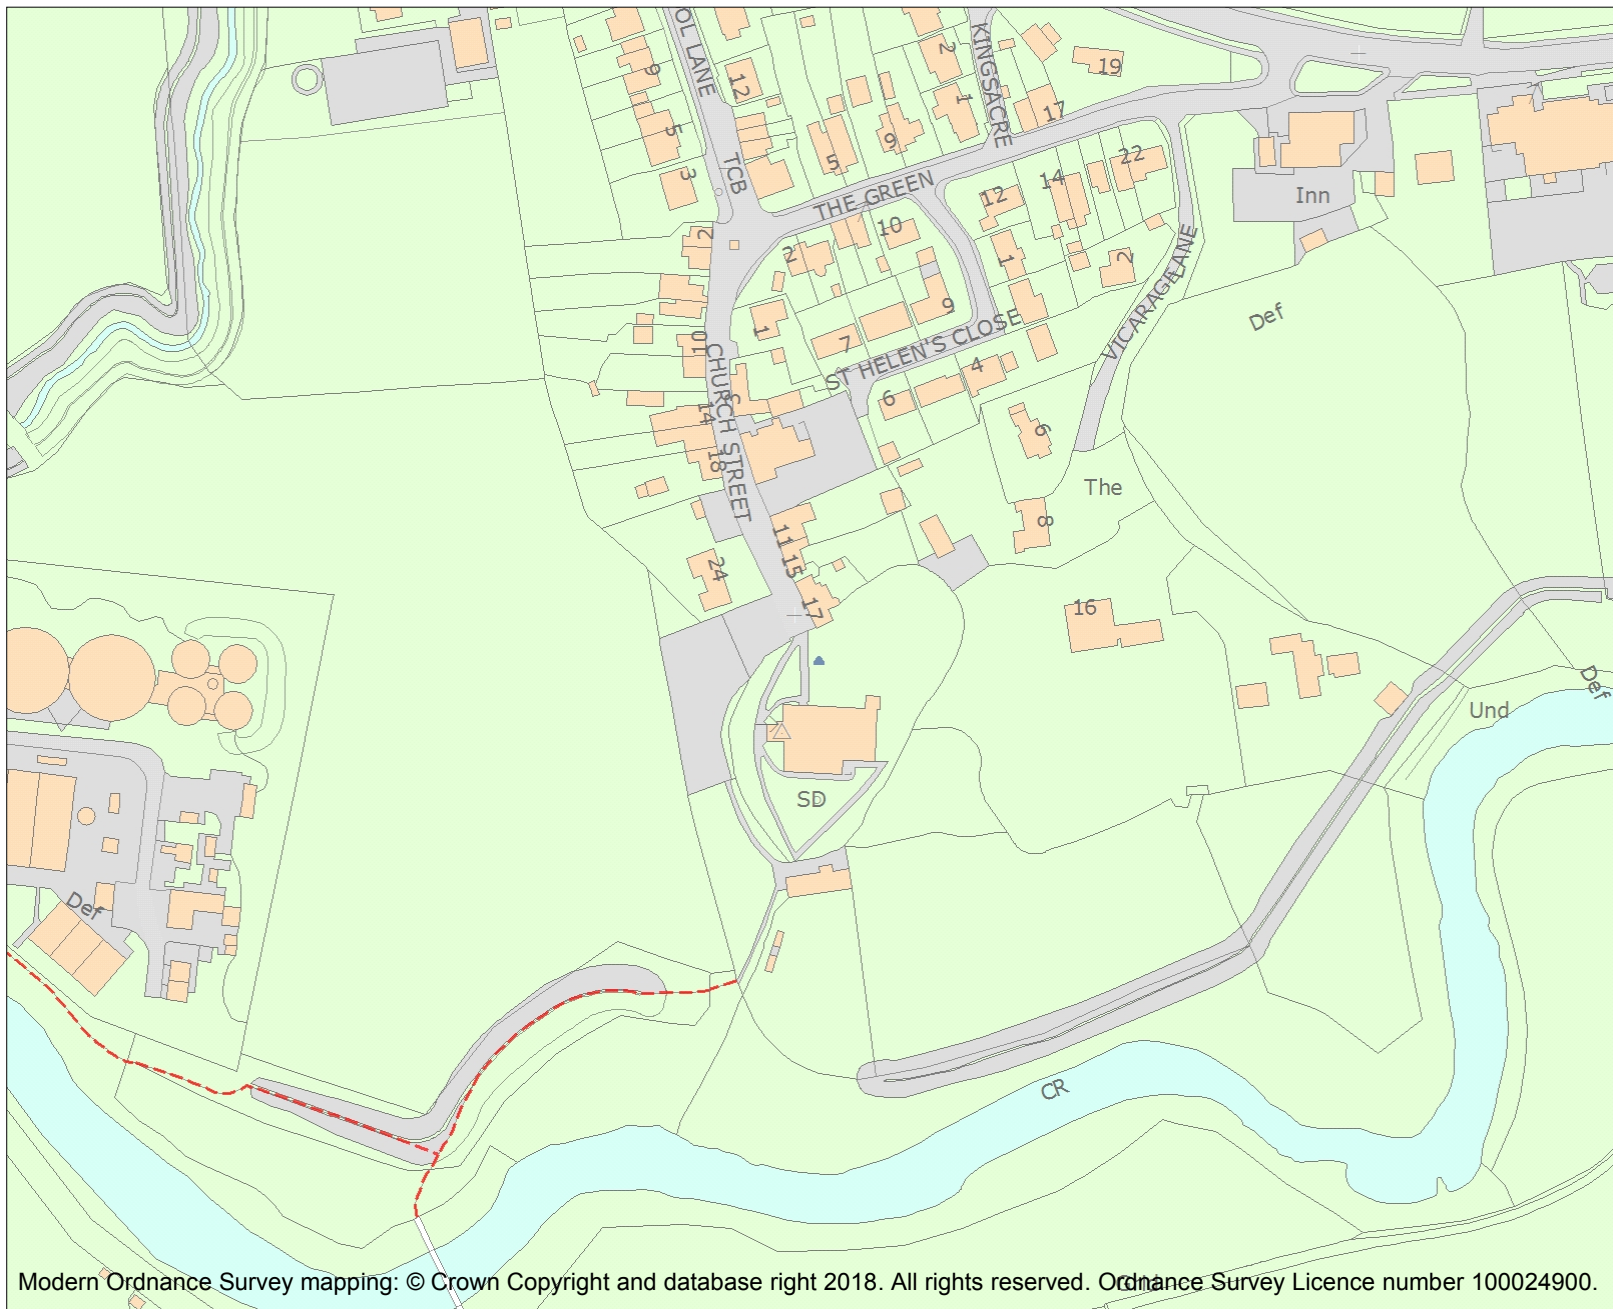 OL LANE
KINGSACRE
2
19
9
12
1
17
5
TCB
5
9
22
3
THE GREEN
12
14
Inn
2
2
10
1
2
VICARAGE LANE
1
9
Def
10
CHURCH STREET
7
ST HELEN'S CLOSE
4
6
14
3
9
18
The
8
11
15
24
17
16
Def
Und
SD
Def
CR
Modern Ordnance Survey mapping: © Crown Copyright and database right 2018. All rights reserved. Ordnance Survey Licence number 100024900.